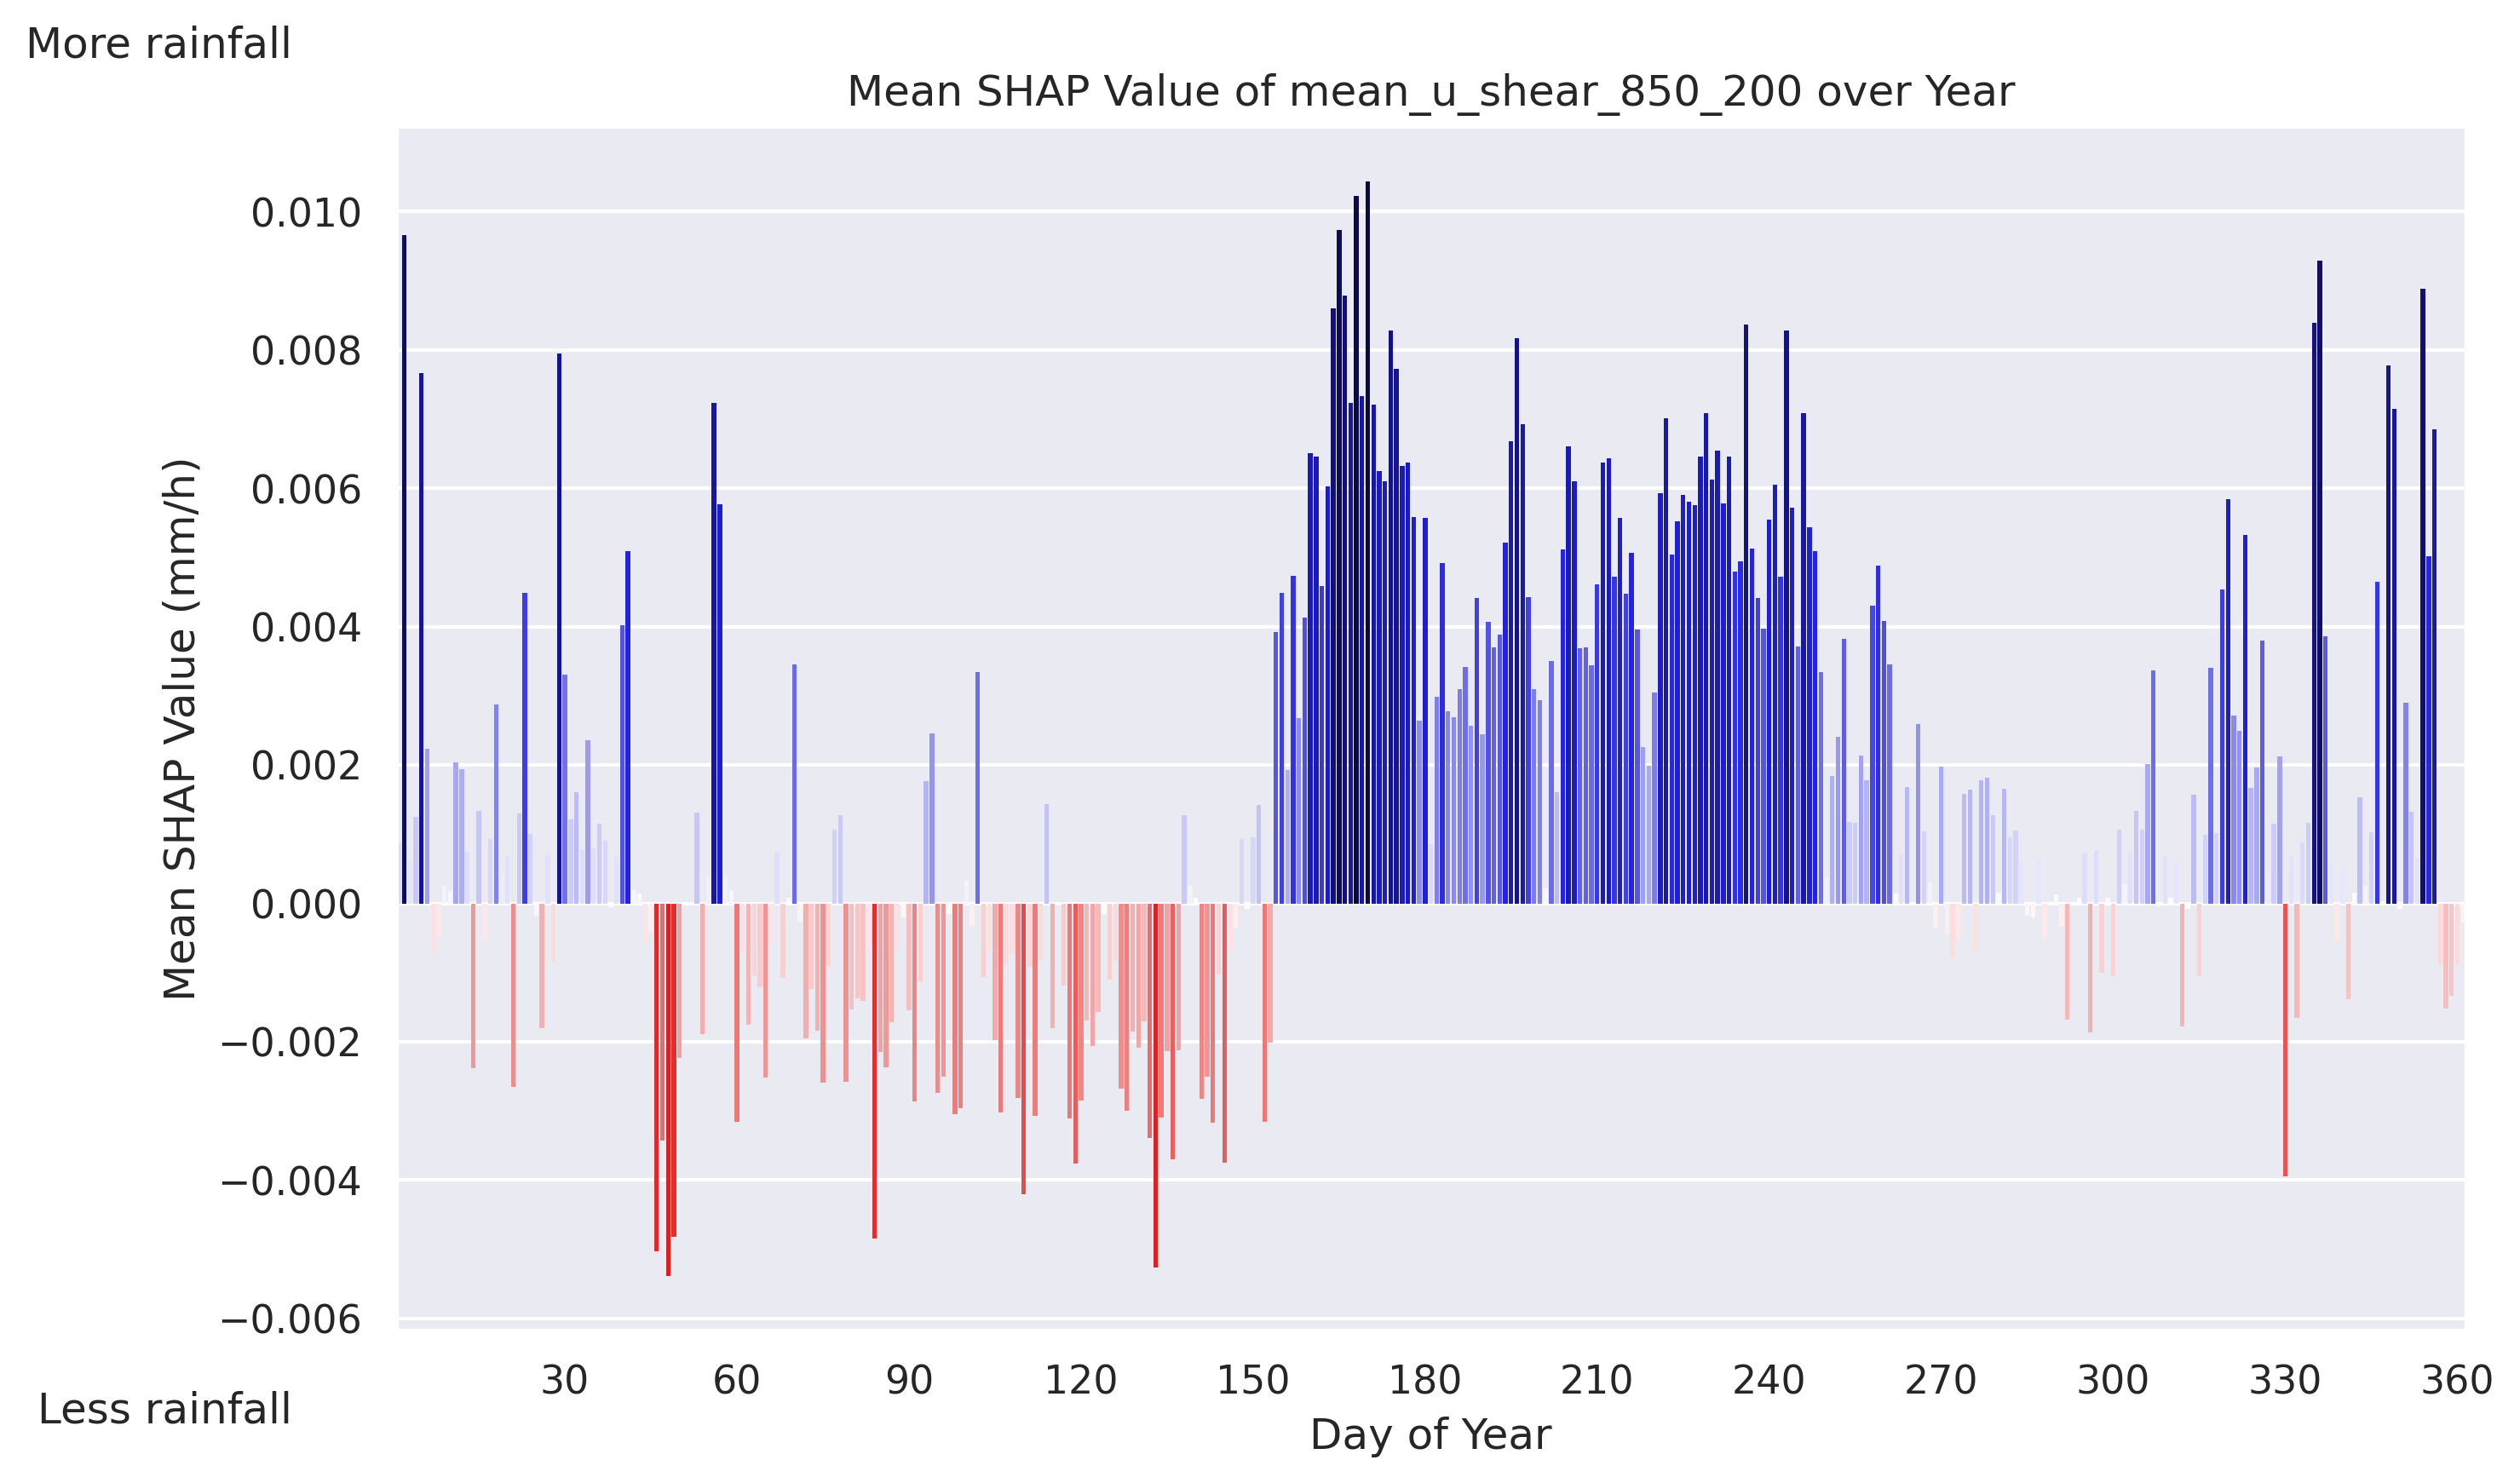 More rainfall
Mean SHAP Value of mean_u_shear_850_200 over Year
0.010
0.008
0.006
0.004
0.002
0.000
−0.002
−0.004
−0.006
Mean SHAP Value (mm/h)
30 60 90 120 150 180 210 240 270 300 330 360
Less rainfall
Day of Year